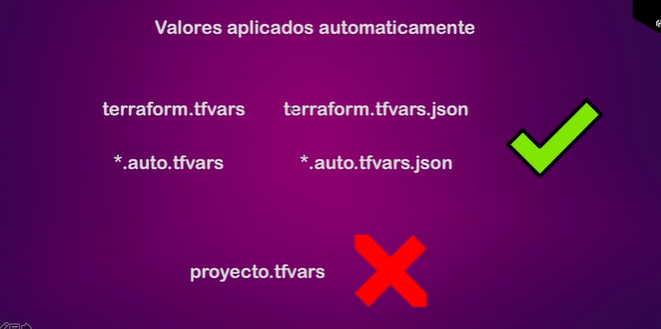 Valores aplicados automaticamente
terraform.tfvars terraform.tfvars.json
*.auto.tfvars *.auto.tfvars.json
proyecto.tfvars